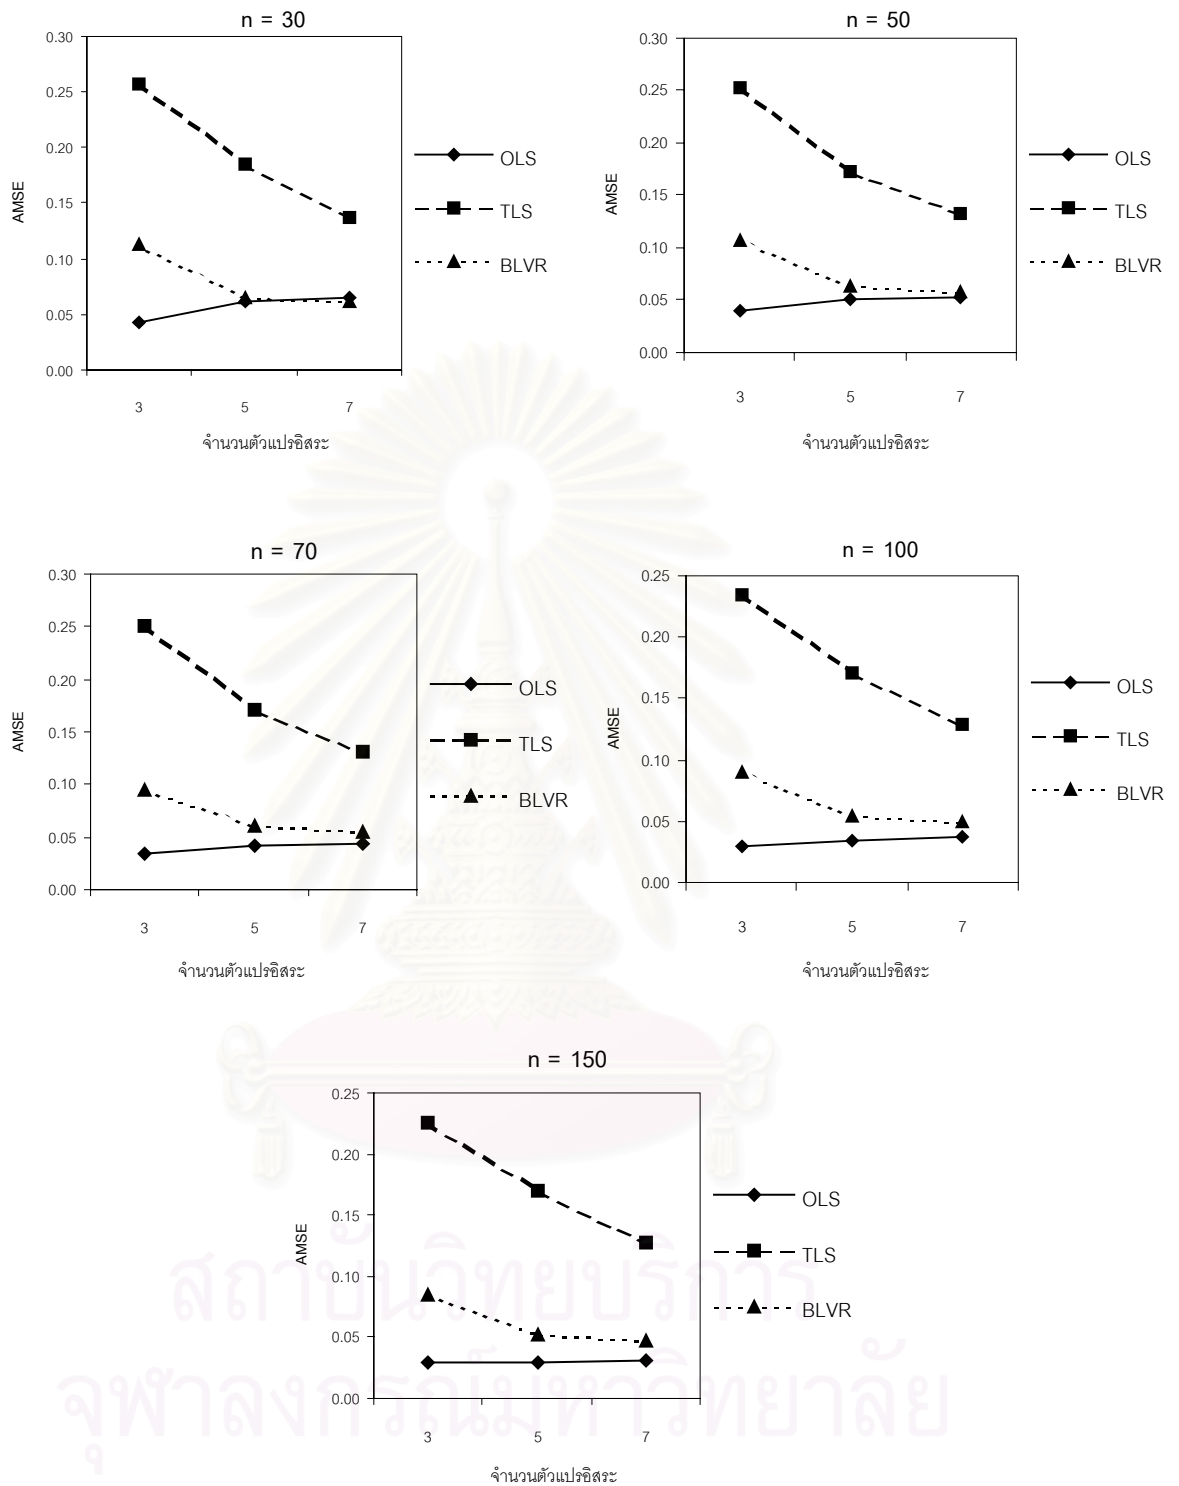 n = 30
0.30
0.25
0.20
0.15
0.10
0.05
0.00
AMSE
3 5 7
จำนวนตัวแปรอิสระ
OLS
TLS
BLVR
n = 50
0.30
0.25
0.20
0.15
0.10
0.05
0.00
AMSE
3 5 7
จำนวนตัวแปรอิสระ
OLS
TLS
BLVR
n = 70
0.30
0.25
0.20
0.15
0.10
0.05
0.00
AMSE
3 5 7
จำนวนตัวแปรอิสระ
OLS
TLS
BLVR
n = 100
0.25
0.20
0.15
0.10
0.05
0.00
AMSE
3 5 7
จำนวนตัวแปรอิสระ
OLS
TLS
BLVR
n = 150
0.25
0.20
0.15
0.10
0.05
0.00
AMSE
3 5 7
จำนวนตัวแปรอิสระ
OLS
TLS
BLVR
สถาบันวิทยบริการ
จุฬาลงกรณ์มหาวิทยาลัย